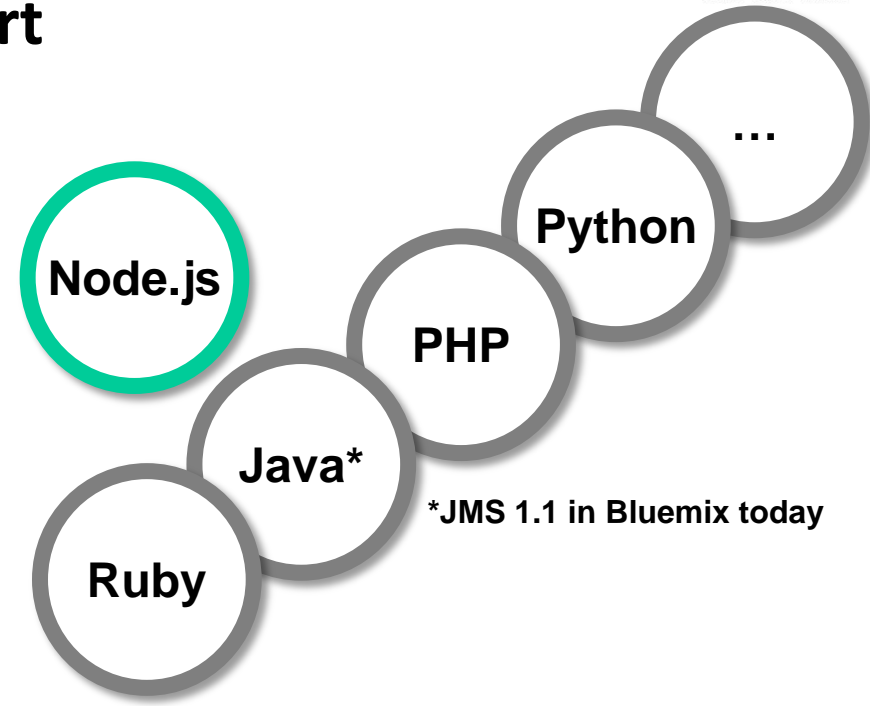 rt
…
Python
Node.js
PHP
Java*
*JMS 1.1 in Bluemix today
Ruby